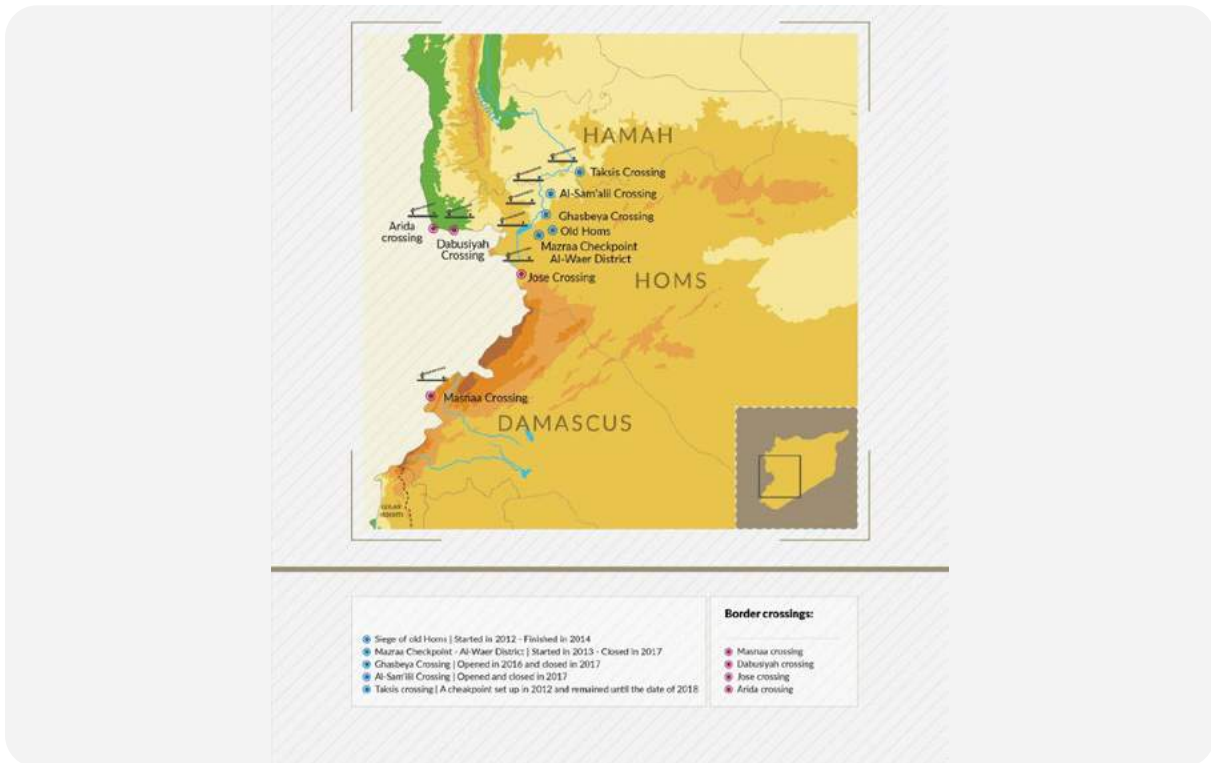 HAMAH
Taksis Crossing
Al-Sam'alil Crossing
Ghasbeya Crossing
Old Homs
Mazraa Checkpoint
Al-Waer District
Arida
crossing
Dabusiyah
Crossing
Jose Crossing
HOMS
Masnaa Crossing
DAMASCUS
Siege of old Homs | Started in 2012 - Finished in 2014
Mazraa Checkpoint - Al-Waer District | Started in 2013 - Closed in 2017
Ghasbeya Crossing | Opened in 2016 and closed in 2017
Al-Sam'lil Crossing | Opened and closed in 2017
Taksis crossing | A cheakpoint set up in 2012 and remained until the date of 2018
Border crossings:
Masnaa crossing
Dabusiyah crossing
Jose crossing
Arida crossing